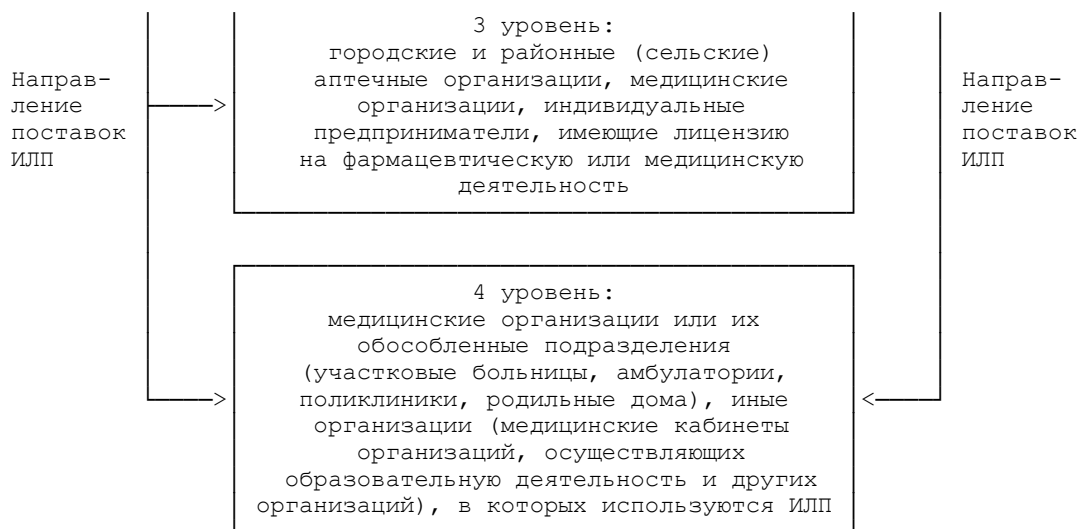 3 уровень:
городские и районные (сельские)
аптечные организации, медицинские
организации, индивидуальные
предприниматели, имеющие лицензию
на фармацевтическую или медицинскую
деятельность
Направ-
ление
поставок
ИЛП
Направ-
ление
поставок
ИЛП
4 уровень:
медицинские организации или их
обособленные подразделения
(участковые больницы, амбулатории,
поликлиники, родильные дома), иные
организации (медицинские кабинеты
организаций, осуществляющих
образовательную деятельность и других
организаций), в которых используются ИЛП